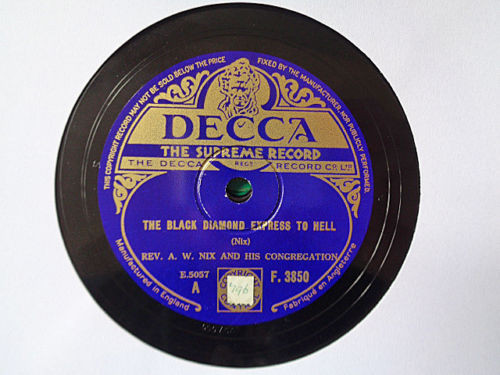 THIS COPYRIGHT RECORD MAY NOT BE SOLD BELOW THE PRICE
FIXED BY THE MANUFACTURER, NOR PUBLICLY PERFORMED.
DECCA
THE SUPREME RECORD
THE DECCA REGD RECORD CO. LTD
THE BLACK DIAMOND EXPRESS TO HELL
(Nix)
REV. A. W. NIX AND HIS CONGREGATION
E.5057
A
F. 3850
Manufactured in England
Fabriqué en Angleterre